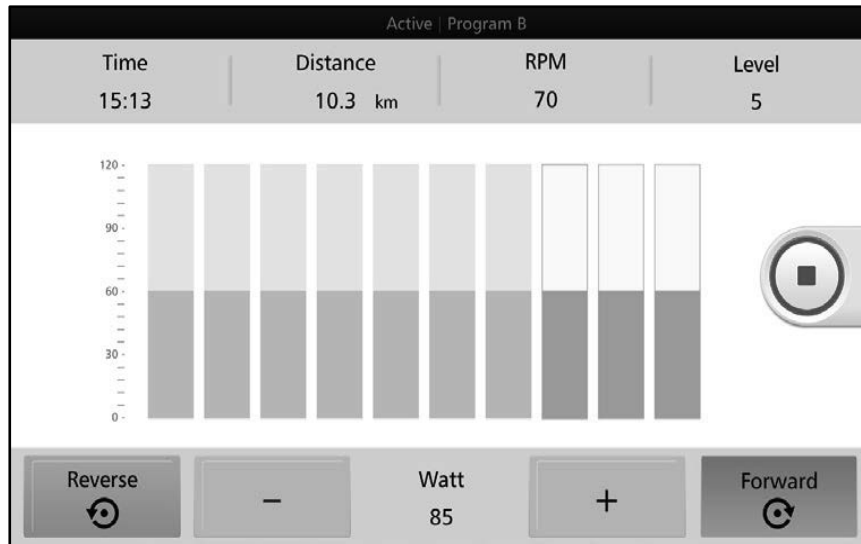 Active | Program B
Time Distance RPM Level
15:13 10.3 km 70 5
120
90
60
30
0
Reverse - Watt + Forward
85